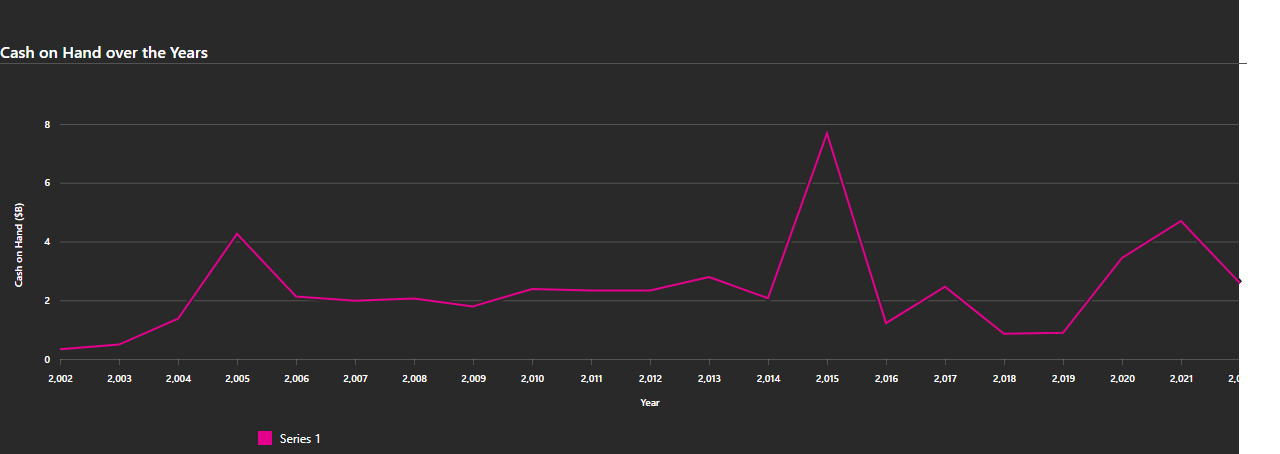 Cash on Hand over the Years
8
6
4
2
0
Cash on Hand ($B)
2,002 2,003 2,004 2,005 2,006 2,007 2,008 2,009 2,010 2,011 2,012 2,013 2,014 2,015 2,016 2,017 2,018 2,019 2,020 2,021
Year
Series 1